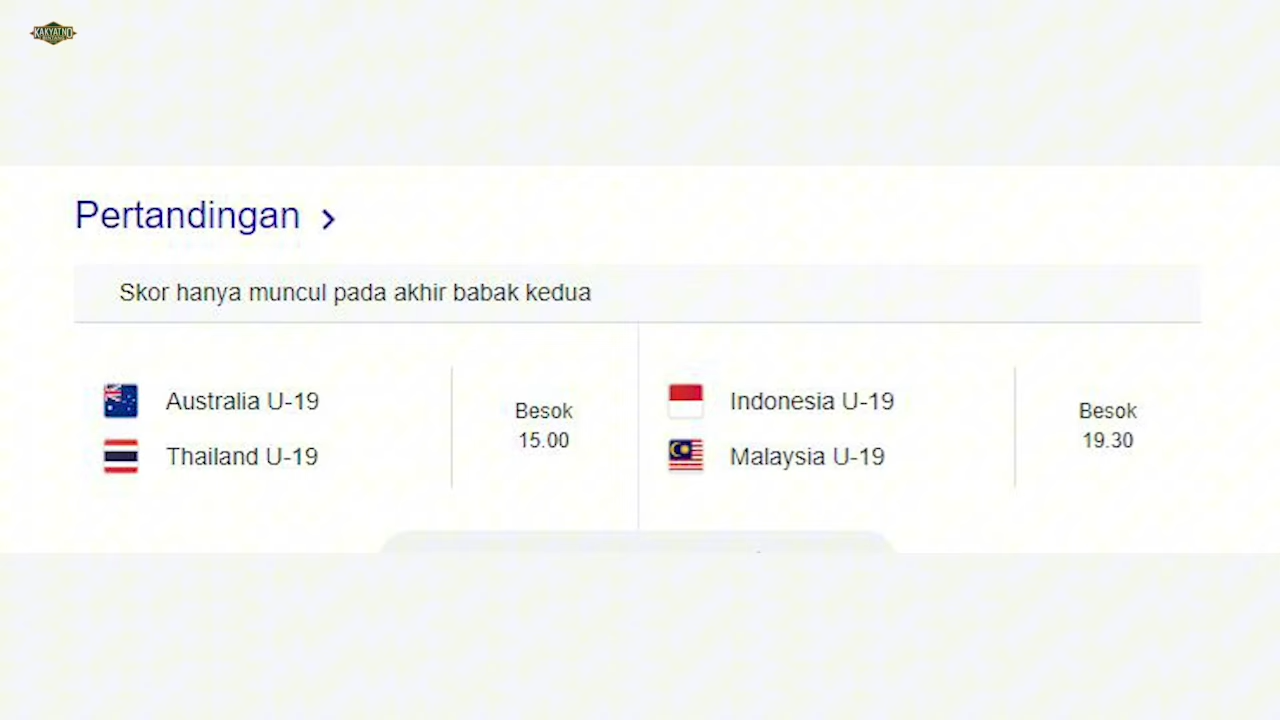 KAKYATNO
Pertandingan
Skor hanya muncul pada akhir babak kedua
Australia U-19
Thailand U-19
Besok
15.00
Indonesia U-19
Malaysia U-19
Besok
19.30